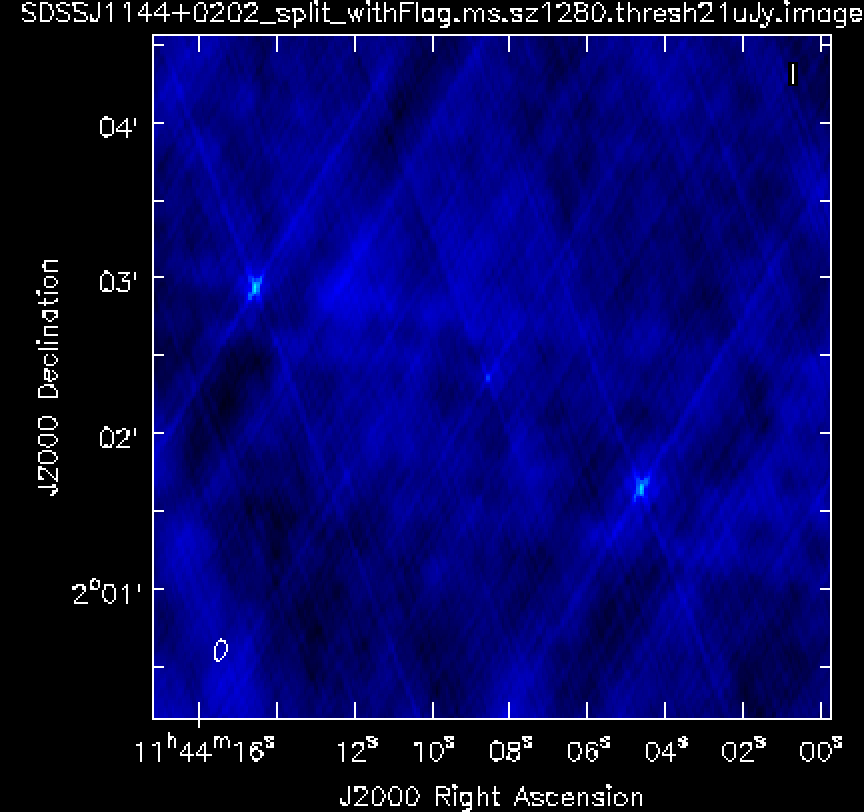 SDSSJ1144+0202_split_withFlag.ms.sz1280.thresh21uJy.image
I
04'
03'
02'
2°01'
J2000 Declination
11ʰ44ᵐ16ˢ 12ˢ 10ˢ 08ˢ 06ˢ 04ˢ 02ˢ 00ˢ
J2000 Right Ascension